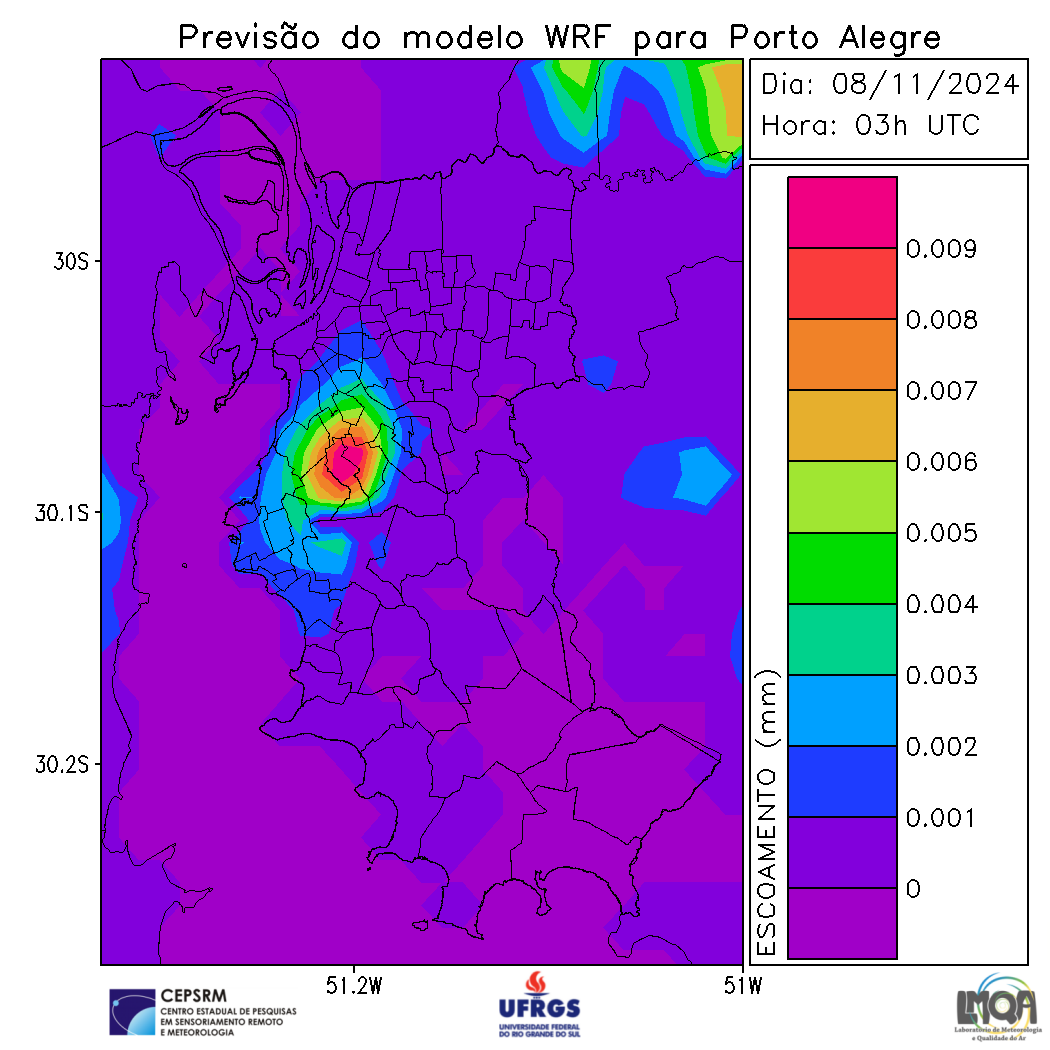 Previsão do modelo WRF para Porto Alegre
Dia: 08/11/2024
Hora: 03h UTC
30S
30.1S
30.2S
51.2W
51W
ESCOAMENTO (mm)
0.009
0.008
0.007
0.006
0.005
0.004
0.003
0.002
0.001
0
CEPSRM
CENTRO ESTADUAL DE PESQUISAS
EM SENSORIAMENTO REMOTO
E METEOROLOGIA
UFRGS
UNIVERSIDADE FEDERAL
DO RIO GRANDE DO SUL
LMQA
Laboratório de Meteorologia
e Qualidade do Ar